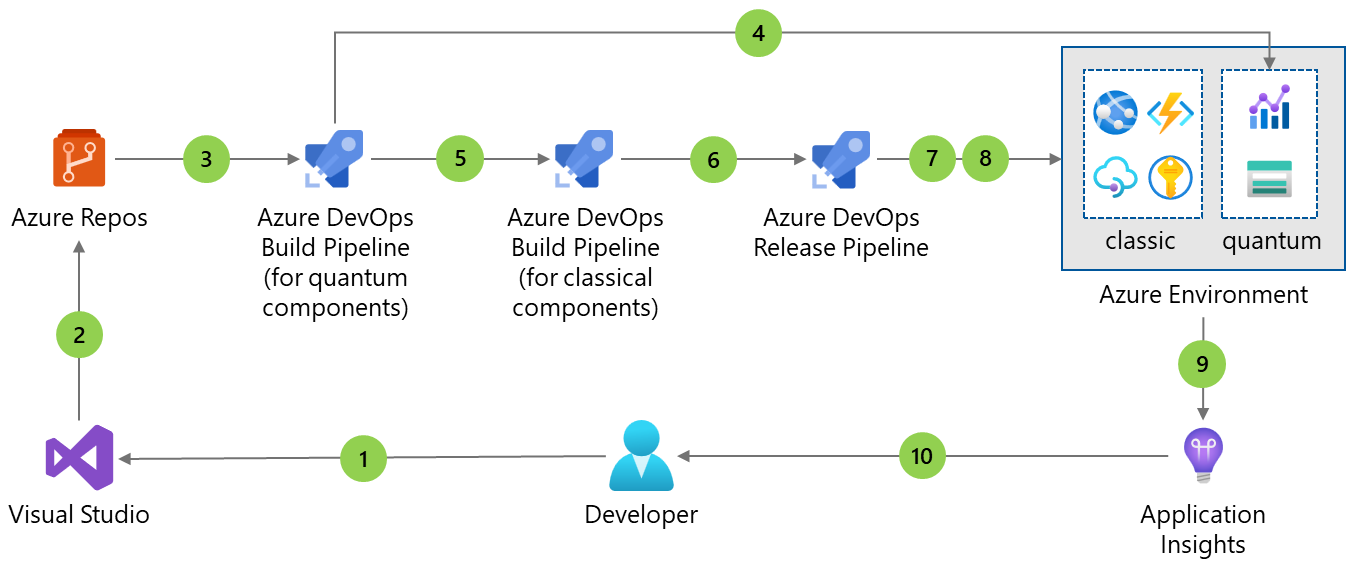 4
3
5
6
7
8
Azure Repos
Azure DevOps
Build Pipeline
(for quantum
components)
Azure DevOps
Build Pipeline
(for classical
components)
Azure DevOps
Release Pipeline
classic
quantum
Azure Environment
2
9
1
10
Visual Studio
Developer
Application
Insights